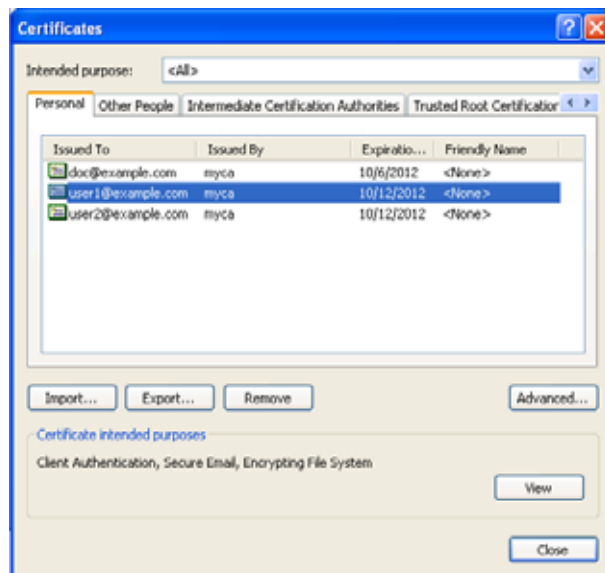 Certificates
Intended purpose: <All>
Personal Other People Intermediate Certification Authorities Trusted Root Certification
Issued To Issued By Expiratio... Friendly Name
doc@example.com myca 10/6/2012 <None>
user1@example.com myca 10/12/2012 <None>
user2@example.com myca 10/12/2012 <None>
Import... Export... Remove Advanced...
Certificate intended purposes
Client Authentication, Secure Email, Encrypting File System
View
Close